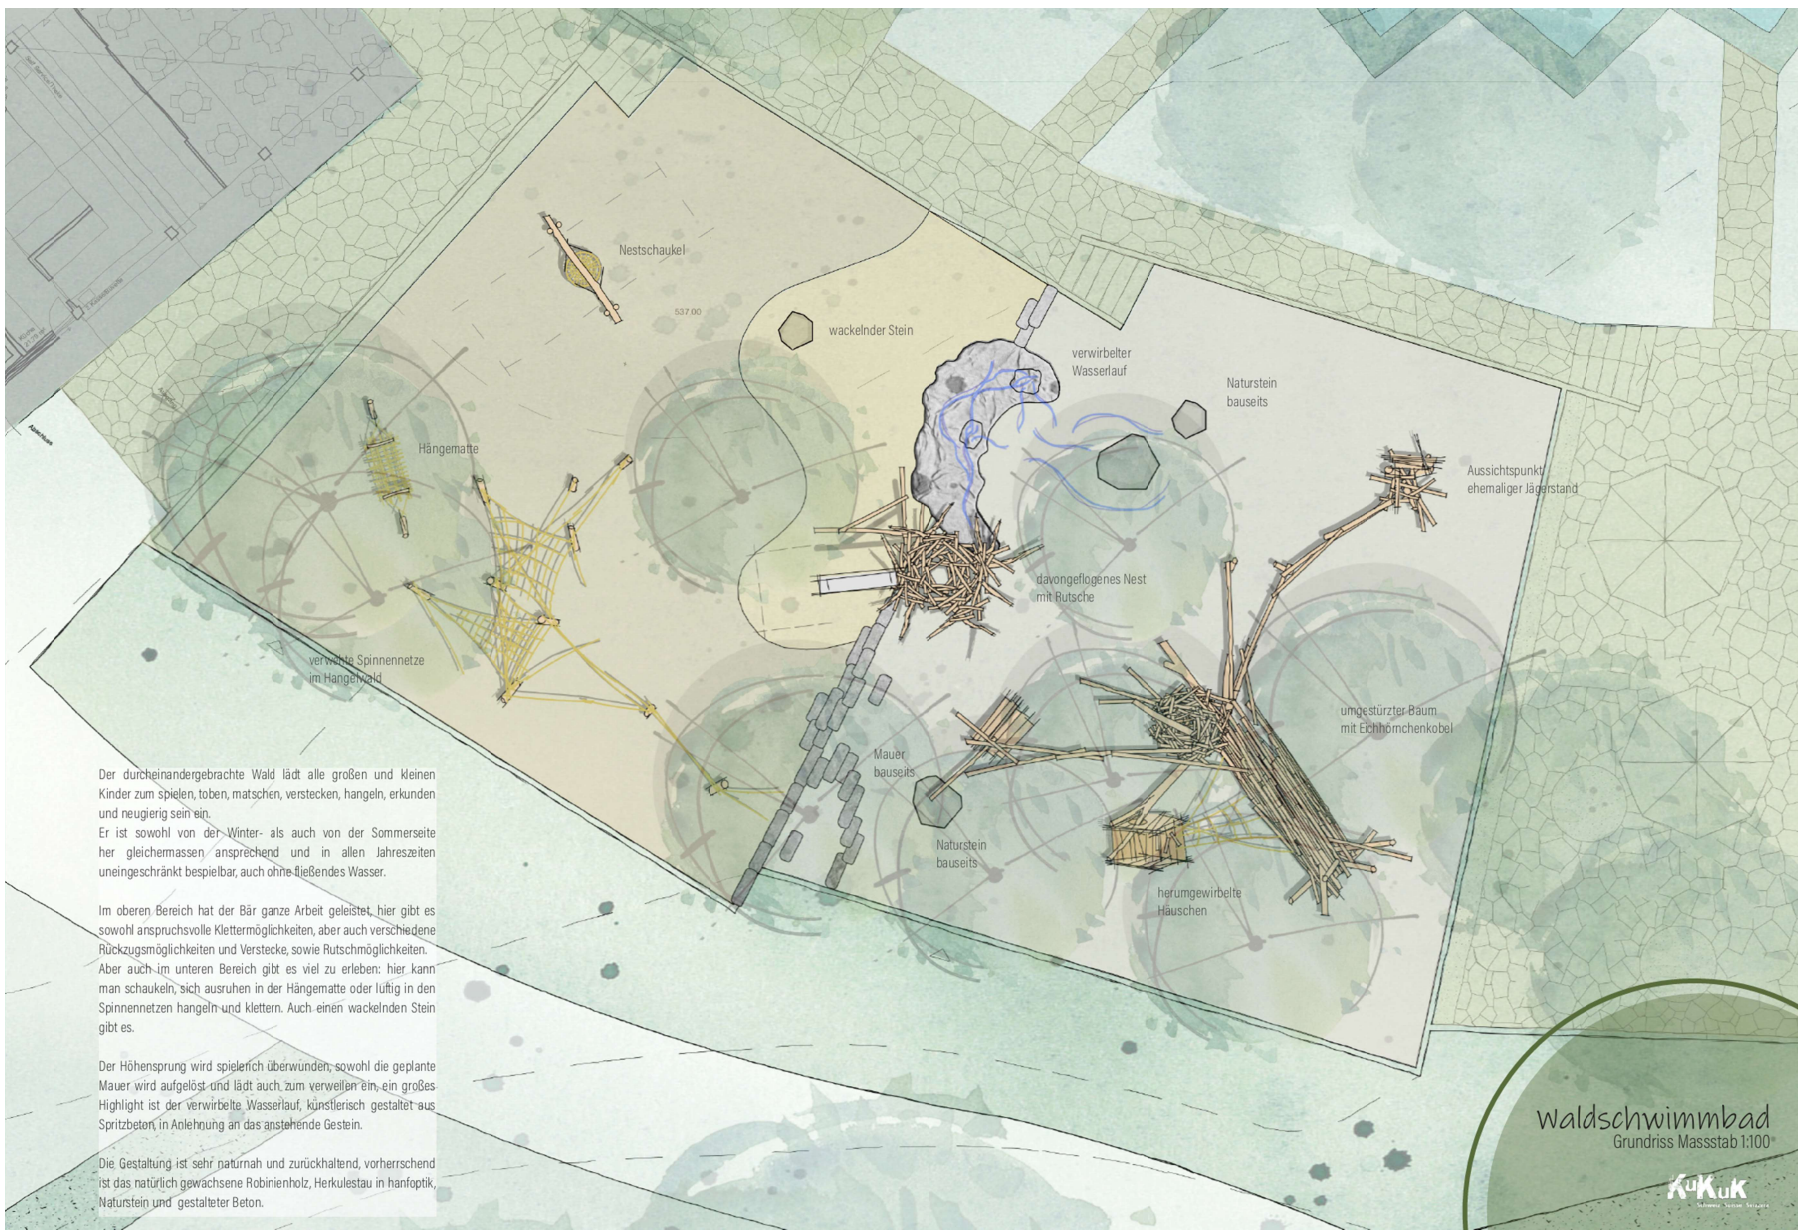 Nestschaukel
537.00
wackelnder Stein
verwirbelter
Wasserlauf
Naturstein
bauseits
Hängematte
Aussichtspunkt
ehemaliger Jägerstand
davongeflogenes Nest
mit Rutsche
verwehte Spinnennetze
im Hangelwald
umgestürzter Baum
mit Eichhörnchenkobel
Mauer
bauseits
Naturstein
bauseits
herumgewirbelte
Häuschen
Der durcheinandergebrachte Wald lädt alle großen und kleinen
Kinder zum spielen, toben, matschen, verstecken, hangeln, erkunden
und neugierig sein ein.
Er ist sowohl von der Winter- als auch von der Sommerseite
her gleichermassen ansprechend und in allen Jahreszeiten
uneingeschränkt bespielbar, auch ohne fließendes Wasser.
Im oberen Bereich hat der Bär ganze Arbeit geleistet, hier gibt es
sowohl anspruchsvolle Klettermöglichkeiten, aber auch verschiedene
Rückzugsmöglichkeiten und Verstecke, sowie Rutschmöglichkeiten.
Aber auch im unteren Bereich gibt es viel zu erleben: hier kann
man schaukeln, sich ausruhen in der Hängematte oder luftig in den
Spinnennetzen hangeln und klettern. Auch einen wackelnden Stein
gibt es.
Der Höhensprung wird spielerich überwunden, sowohl die geplante
Mauer wird aufgelöst und lädt auch zum verweilen ein, ein großes
Highlight ist der verwirbelte Wasserlauf, künstlerisch gestaltet aus
Spritzbeton, in Anlehnung an das anstehende Gestein.
Die Gestaltung ist sehr naturnah und zurückhaltend, vorherrschend
ist das natürlich gewachsene Robinienholz, Herkulestau in hanfoptik,
Naturstein und gestalteter Beton.
Waldschwimmbad
Grundriss Massstab 1:100
KuKuK